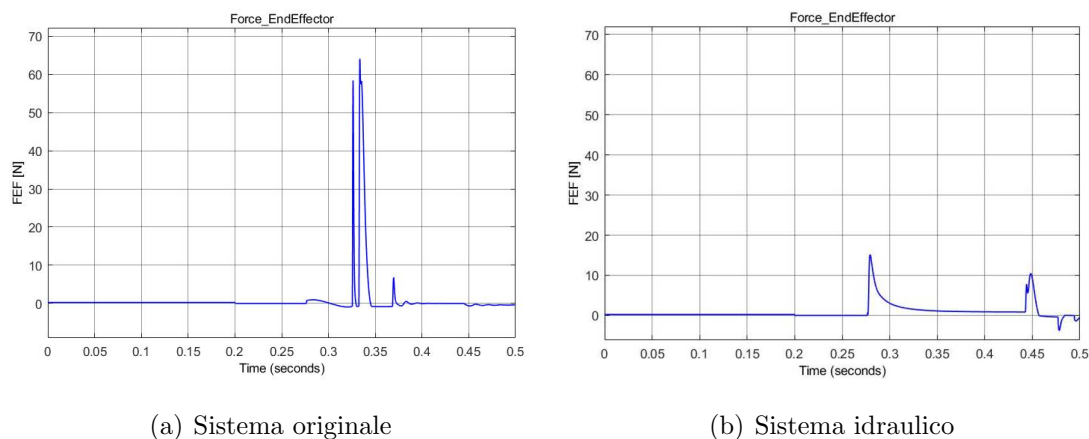 Force_EndEffector
FEF [N]
70
60
50
40
30
20
10
0
0 0.05 0.1 0.15 0.2 0.25 0.3 0.35 0.4 0.45 0.5
Time (seconds)
(a) Sistema originale
Force_EndEffector
FEF [N]
70
60
50
40
30
20
10
0
0 0.05 0.1 0.15 0.2 0.25 0.3 0.35 0.4 0.45 0.5
Time (seconds)
(b) Sistema idraulico